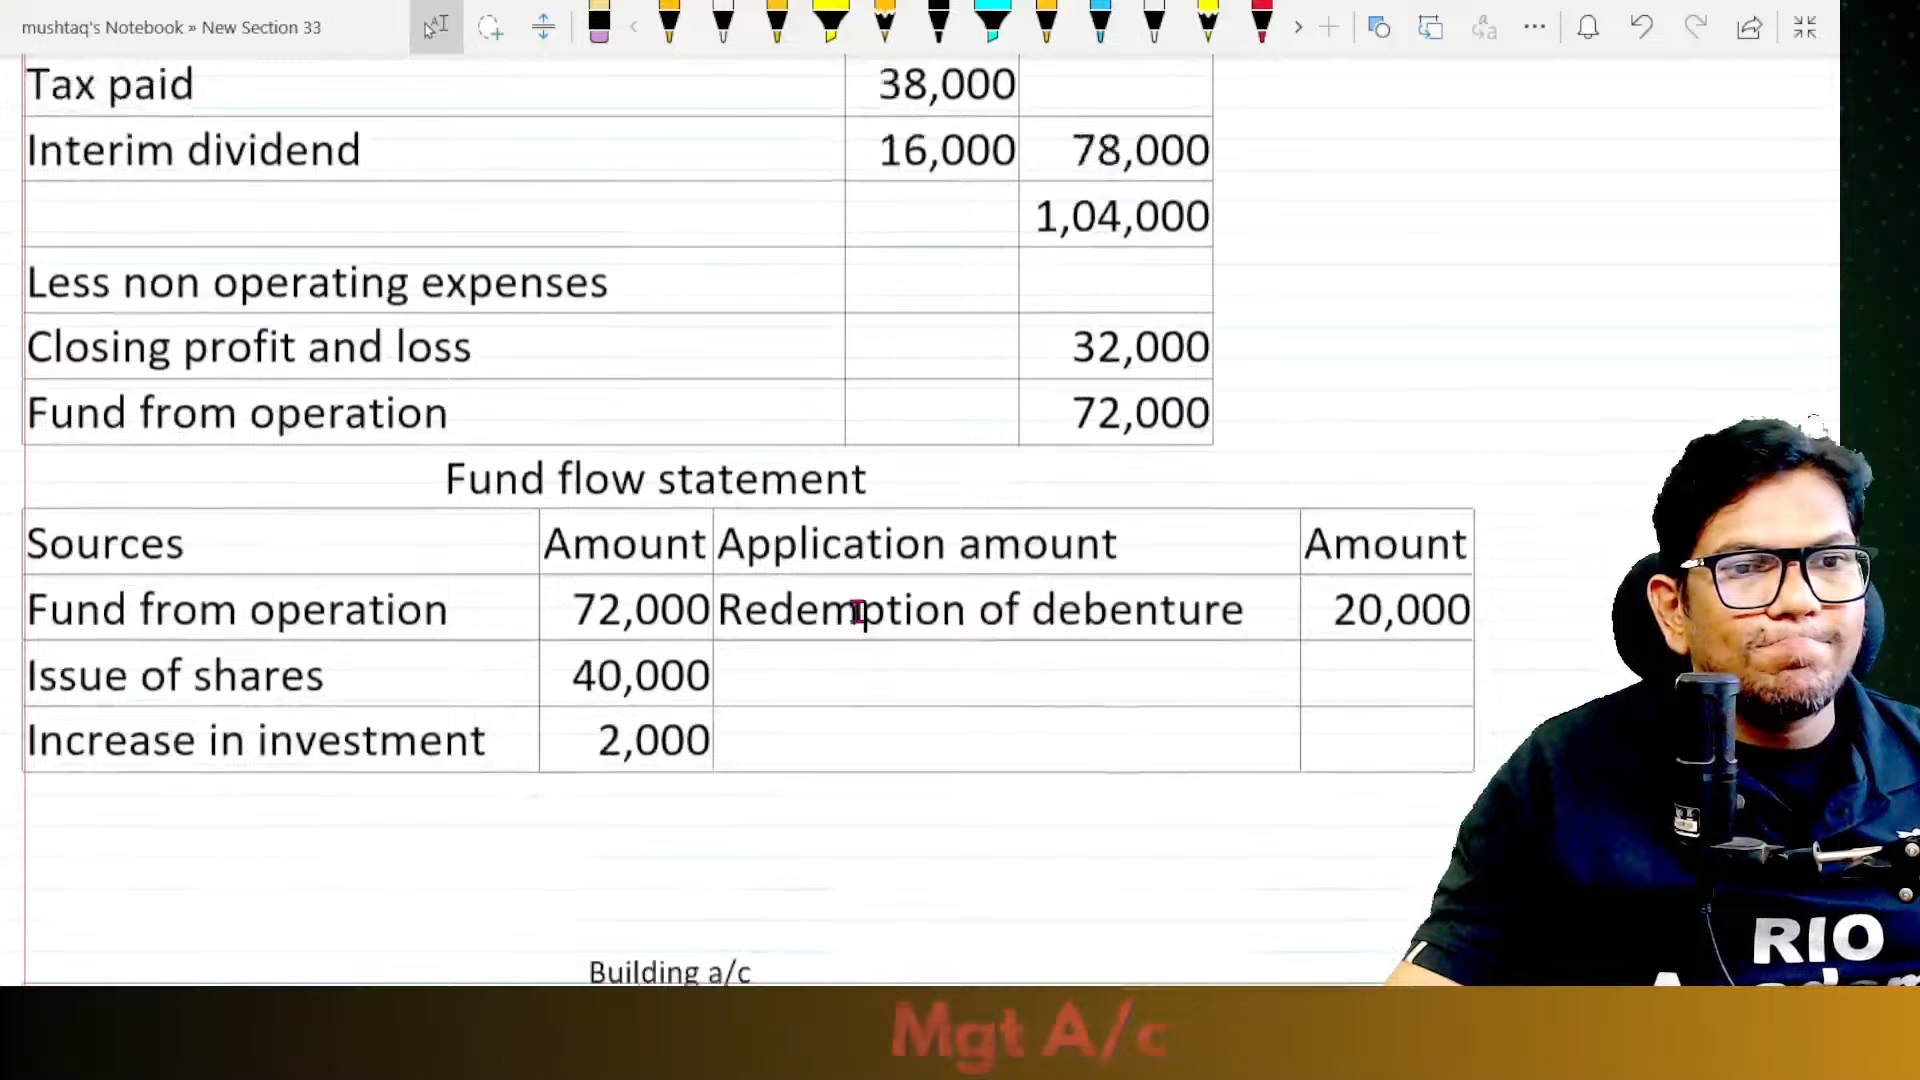 mushtaq's Notebook » New Section 33
Tax paid 38,000
Interim dividend 16,000 78,000
1,04,000
Less non operating expenses
Closing profit and loss 32,000
Fund from operation 72,000
Fund flow statement
Sources Amount Application amount Amount
Fund from operation 72,000 Redemption of debenture 20,000
Issue of shares 40,000
Increase in investment 2,000
Building a/c
RIO
Mgt A/c